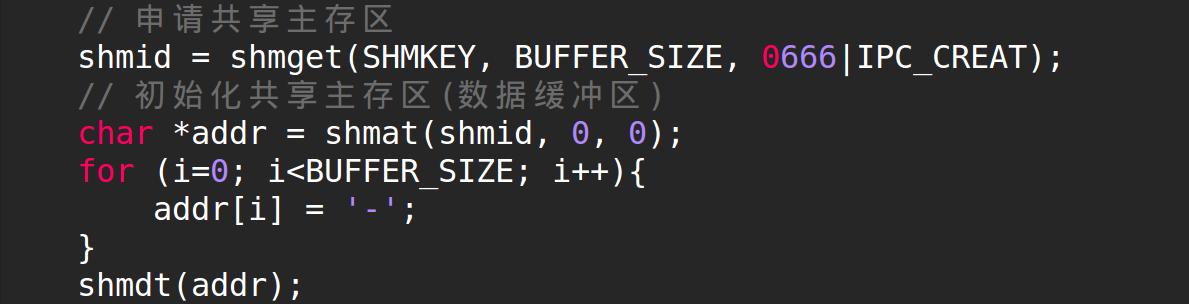 // 申请共享主存区
shmid = shmget(SHMKEY, BUFFER_SIZE, 0666|IPC_CREAT);
// 初始化共享主存区(数据缓冲区)
char *addr = shmat(shmid, 0, 0);
for (i=0; i<BUFFER_SIZE; i++){
    addr[i] = '-';
}
shmdt(addr);